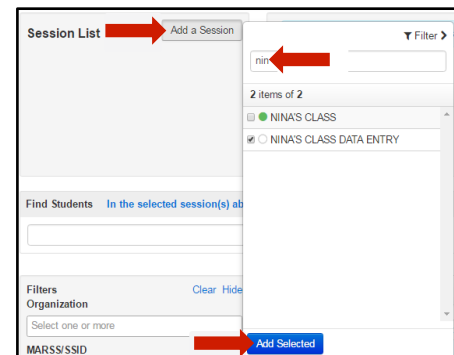 Session List
Add a Session
Filter
nin
2 items of 2
NINA'S CLASS
NINA'S CLASS DATA ENTRY
Find Students In the selected session(s) ab
Filters
Clear Hide
Organization
Select one or more
MARSS/SSID
Add Selected